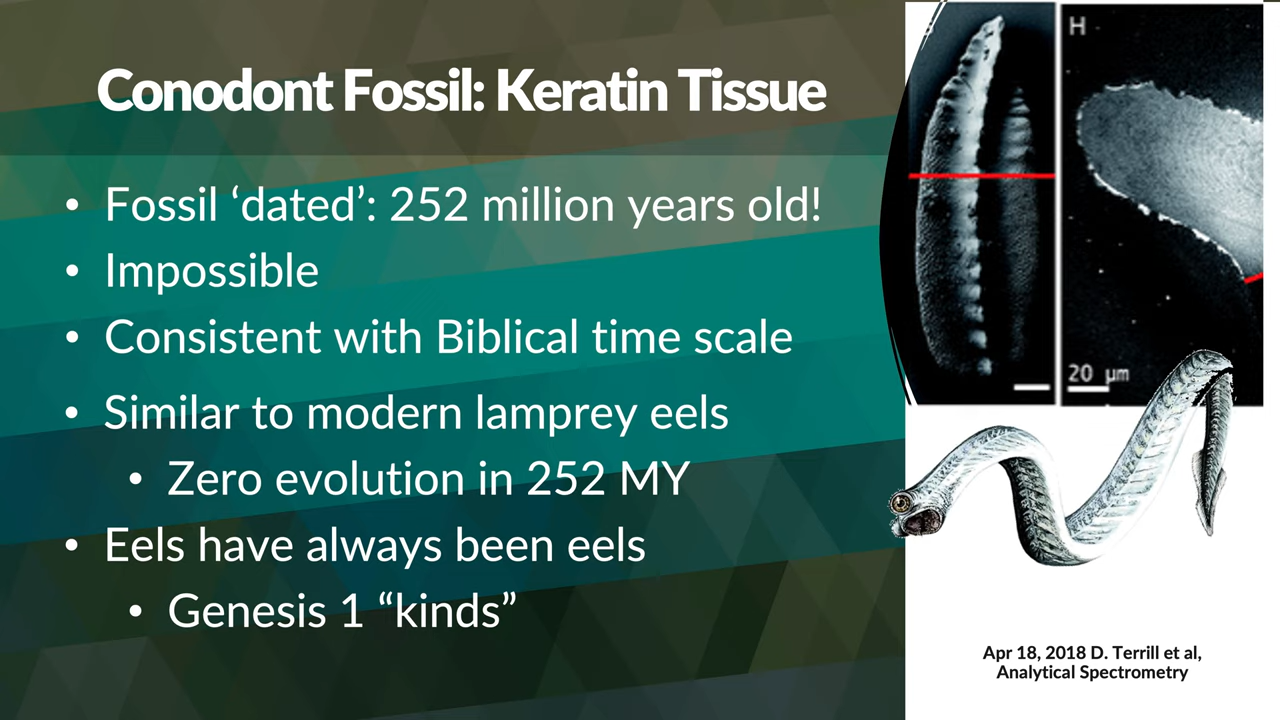 Conodont Fossil: Keratin Tissue
• Fossil ‘dated’: 252 million years old!
• Impossible
• Consistent with Biblical time scale
• Similar to modern lamprey eels
• Zero evolution in 252 MY
• Eels have always been eels
• Genesis 1 “kinds”
H
20 µm
Apr 18, 2018 D. Terrill et al,
Analytical Spectrometry